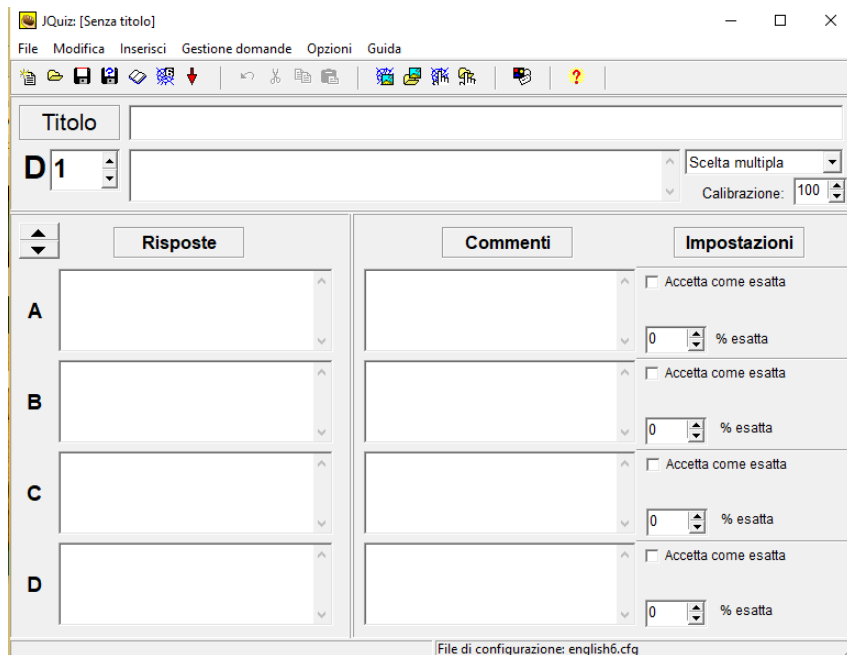 JQuiz: [Senza titolo]
File Modifica Inserisci Gestione domande Opzioni Guida
Titolo
D 1 Scelta multipla
Calibrazione: 100
Risposte Commenti Impostazioni
A Accetta come esatta
0 % esatta
B Accetta come esatta
0 % esatta
C Accetta come esatta
0 % esatta
D Accetta come esatta
0 % esatta
File di configurazione: english6.cfg